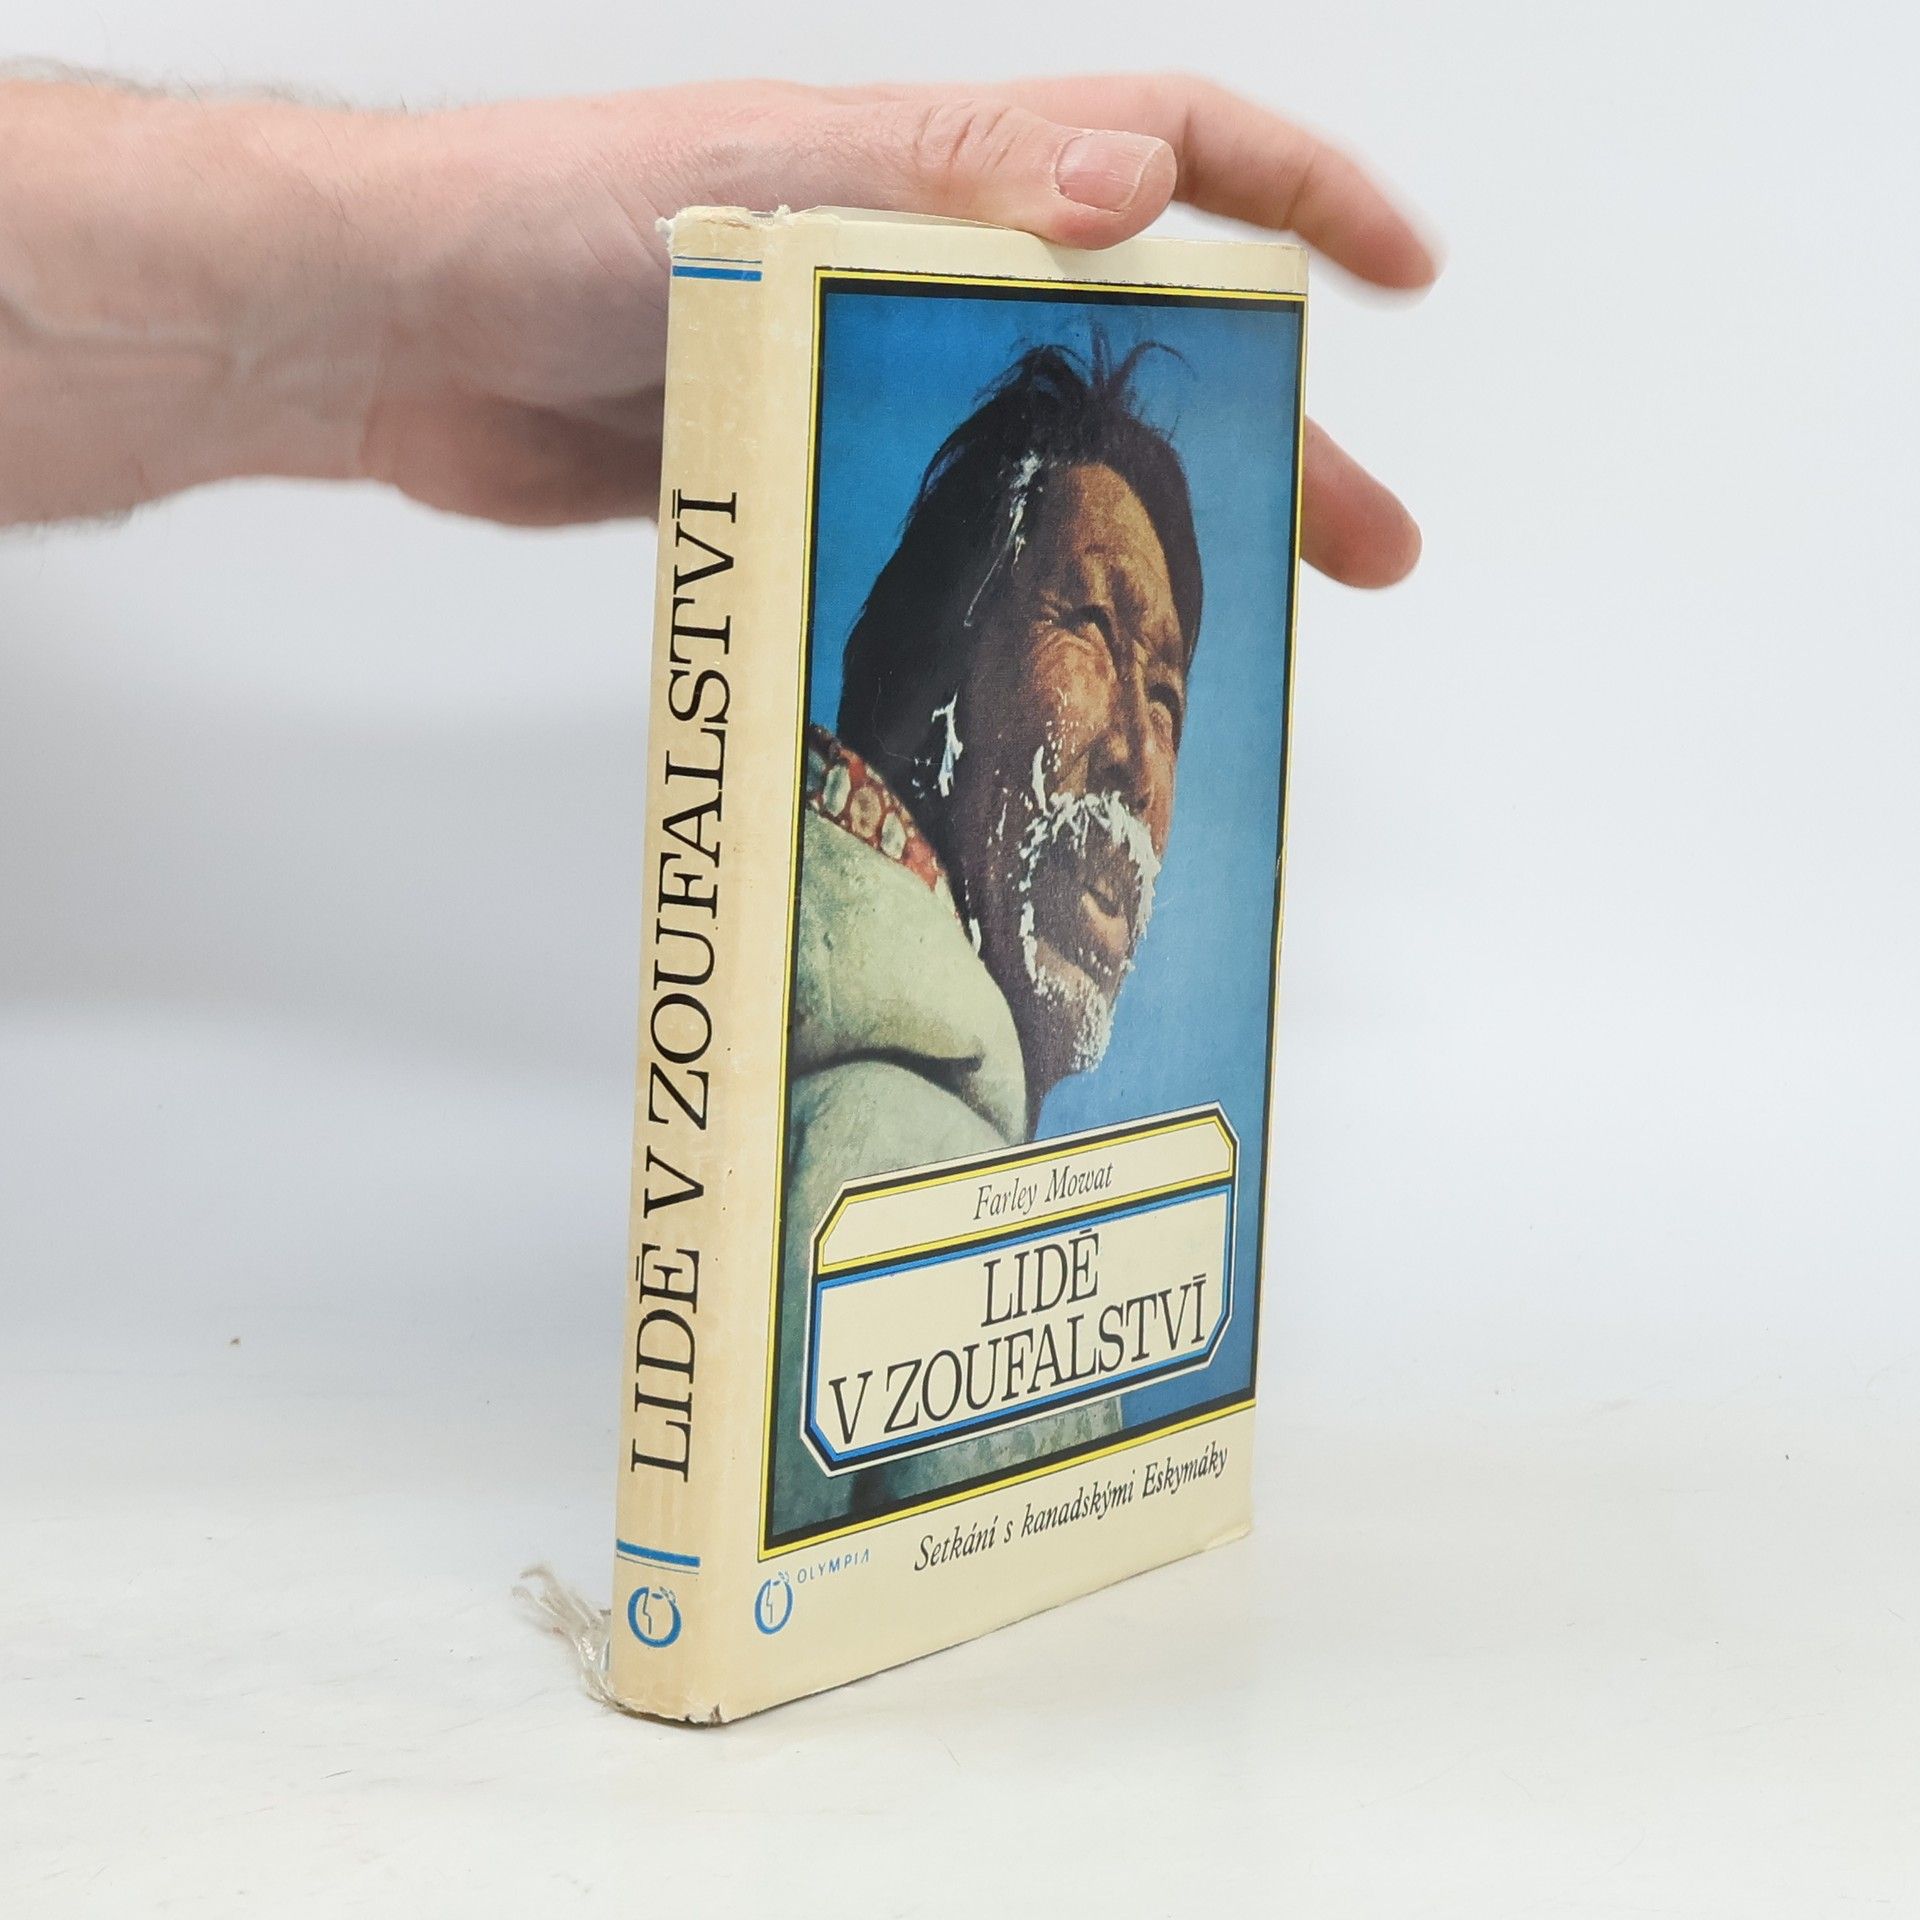 LIDÉ V ZOUFALSTVÍ
Farley Mowat
LIDÉ
V ZOUFALSTVÍ
Setkání s kanadskými Eskymáky
OLYMPIA